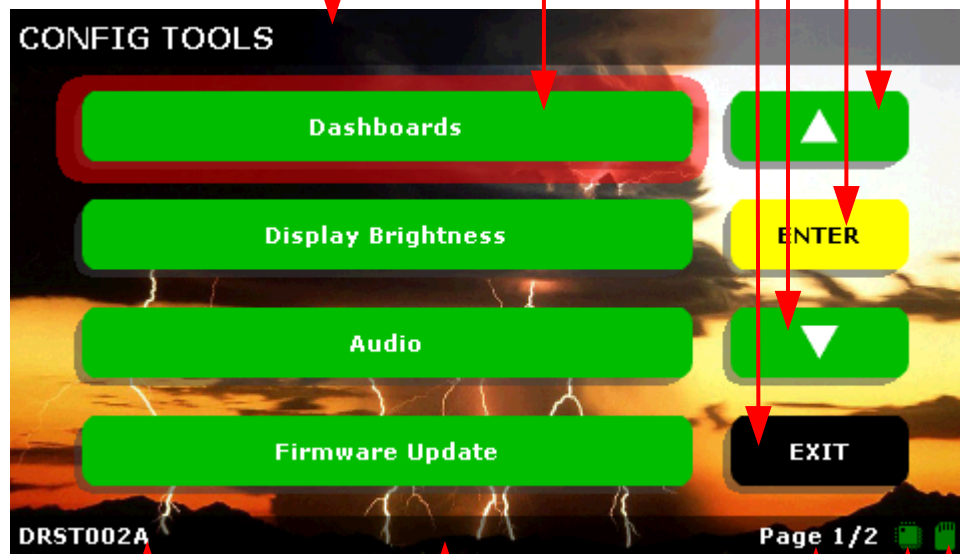 CONFIG TOOLS
Dashboards
Display Brightness
ENTER
Audio
Firmware Update
EXIT
DRST002A
Page 1/2